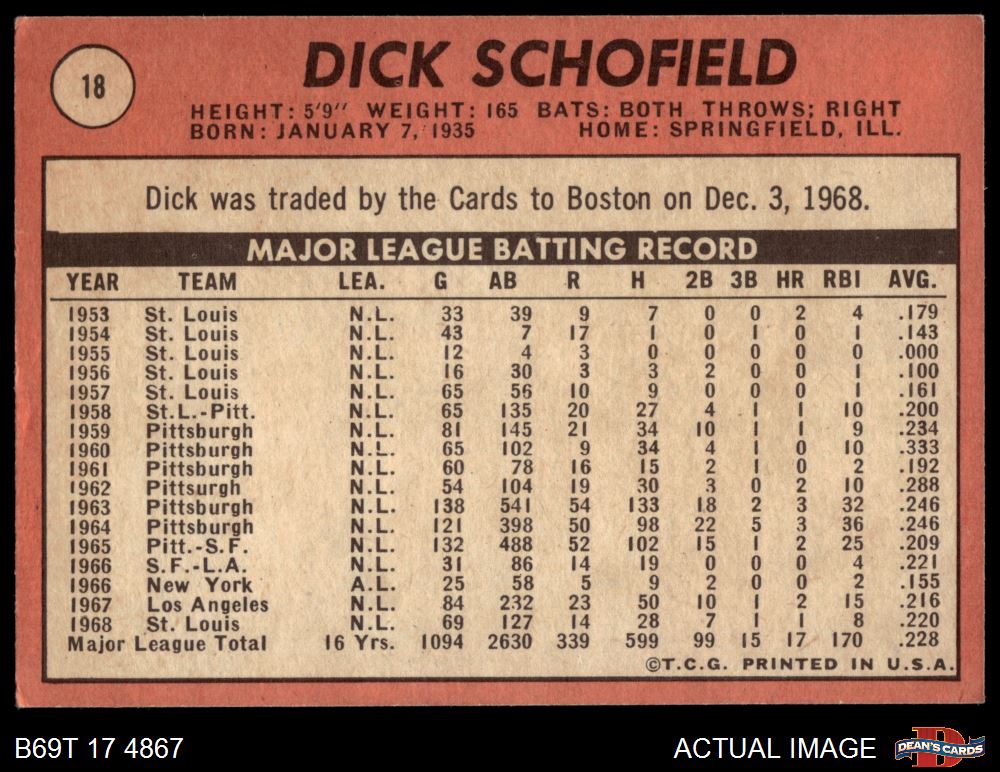 18
DICK SCHOFIELD
HEIGHT: 5'9" WEIGHT: 165 BATS: BOTH THROWS: RIGHT
BORN: JANUARY 7, 1935 HOME: SPRINGFIELD, ILL.
Dick was traded by the Cards to Boston on Dec. 3, 1968.
MAJOR LEAGUE BATTING RECORD
YEAR TEAM LEA. G AB R H 2B 3B HR RBI AVG.
1953 St. Louis N.L. 33 39 9 7 0 0 2 4 .179
1954 St. Louis N.L. 43 7 17 1 0 0 0 1 .143
1955 St. Louis N.L. 12 4 3 0 0 0 0 0 .000
1956 St. Louis N.L. 16 30 3 3 2 0 0 1 .100
1957 St. Louis N.L. 65 56 10 9 0 0 0 1 .161
1958 St.L.-Pitt. N.L. 65 135 20 27 4 1 1 10 .200
1959 Pittsburgh N.L. 81 145 21 34 10 1 1 9 .234
1960 Pittsburgh N.L. 65 102 9 34 4 1 0 10 .333
1961 Pittsburgh N.L. 60 78 16 15 2 1 0 2 .192
1962 Pittsurgh N.L. 54 104 19 30 3 0 2 10 .288
1963 Pittsburgh N.L. 138 541 54 133 18 2 3 32 .246
1964 Pittsburgh N.L. 121 398 50 98 22 5 3 36 .246
1965 Pitt.-S.F. N.L. 132 488 52 102 15 1 2 25 .209
1966 S.F.-L.A. N.L. 31 86 14 19 0 0 0 4 .221
1966 New York A.L. 25 58 5 9 2 0 0 2 .155
1967 Los Angeles N.L. 84 232 23 50 10 1 2 15 .216
1968 St. Louis N.L. 69 127 14 28 7 1 1 8 .220
Major League Total 16 Yrs. 1094 2630 339 599 99 15 17 170 .228
©T.C.G. PRINTED IN U.S.A.
B69T 17 4867 ACTUAL IMAGE DEAN'S CARDS